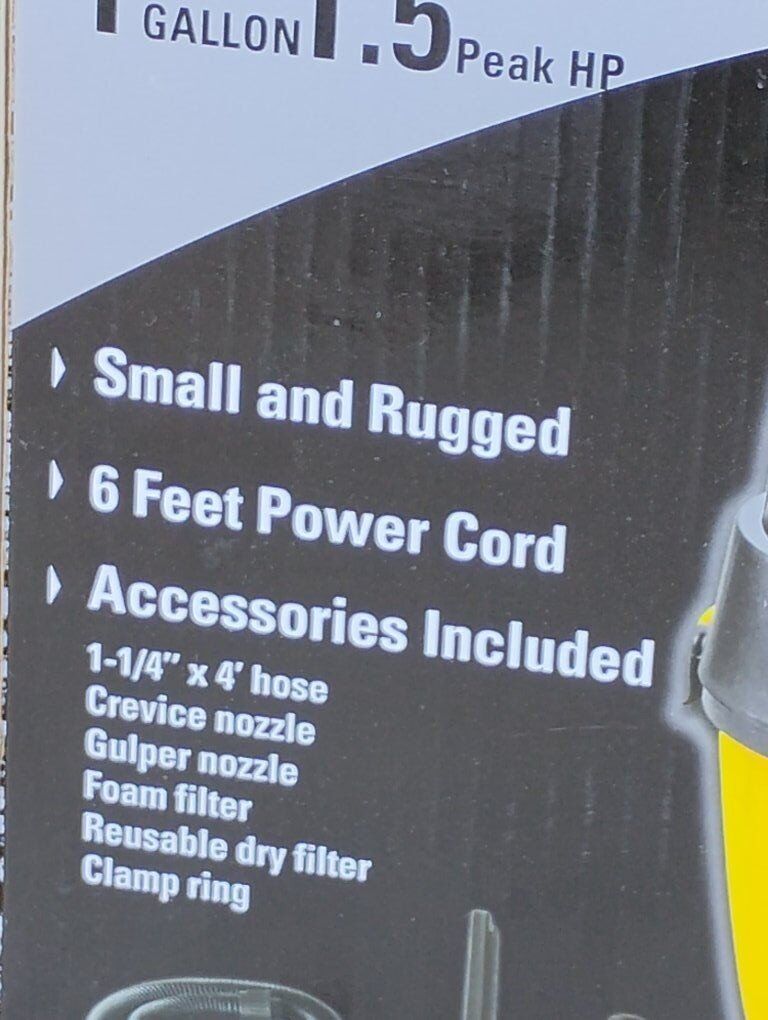 1 GALLON 1.5 Peak HP
Small and Rugged
6 Feet Power Cord
Accessories Included
1-1/4" x 4' hose
Crevice nozzle
Gulper nozzle
Foam filter
Reusable dry filter
Clamp ring